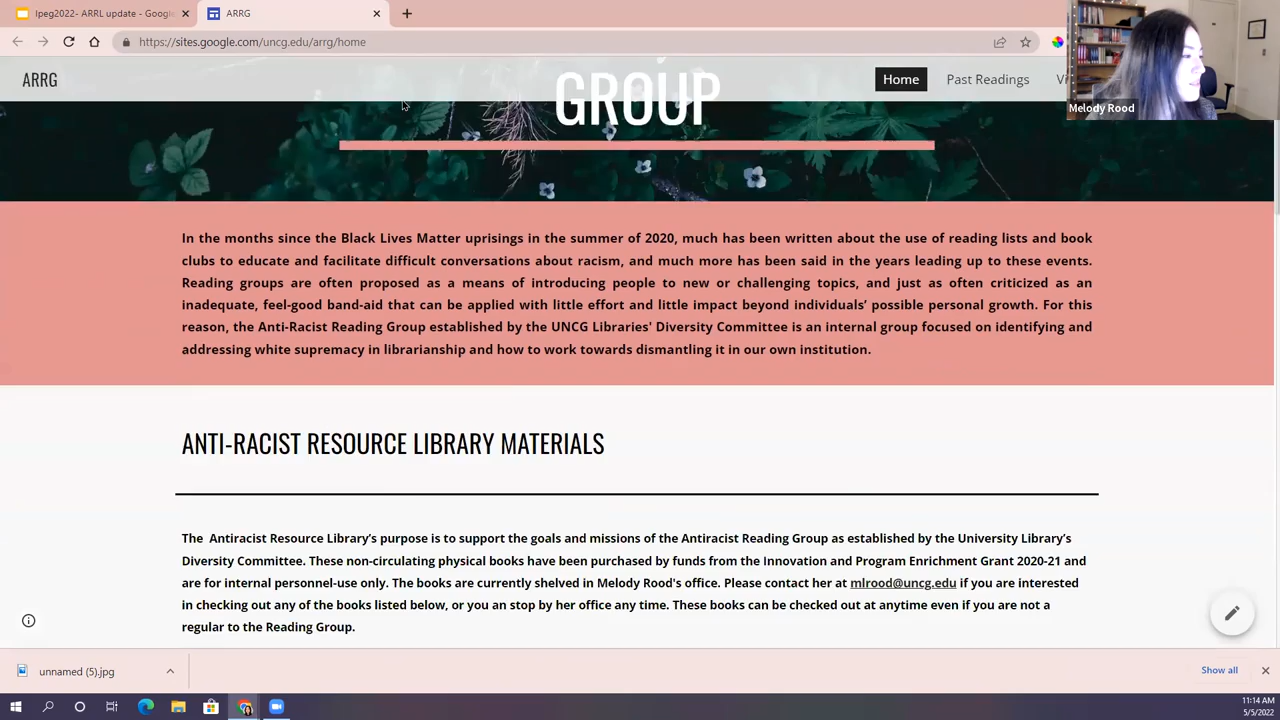 lpeg2022- ARRL update - Google
ARRG
https://sites.google.com/uncg.edu/arrg/home
ARRG
GROUP
Home
Past Readings
Melody Rood
In the months since the Black Lives Matter uprisings in the summer of 2020, much has been written about the use of reading lists and book
clubs to educate and facilitate difficult conversations about racism, and much more has been said in the years leading up to these events.
Reading groups are often proposed as a means of introducing people to new or challenging topics, and just as often criticized as an
inadequate, feel-good band-aid that can be applied with little effort and little impact beyond individuals’ possible personal growth. For this
reason, the Anti-Racist Reading Group established by the UNCG Libraries' Diversity Committee is an internal group focused on identifying and
addressing white supremacy in librarianship and how to work towards dismantling it in our own institution.
ANTI-RACIST RESOURCE LIBRARY MATERIALS
The Antiracist Resource Library’s purpose is to support the goals and missions of the Antiracist Reading Group as established by the University Library’s
Diversity Committee. These non-circulating physical books have been purchased by funds from the Innovation and Program Enrichment Grant 2020-21 and
are for internal personnel-use only. The books are currently shelved in Melody Rood's office. Please contact her at mlrood@uncg.edu if you are interested
in checking out any of the books listed below, or you an stop by her office any time. These books can be checked out at anytime even if you are not a
regular to the Reading Group.
unnamed (5).jpg
Show all
11:14 AM
5/5/2022